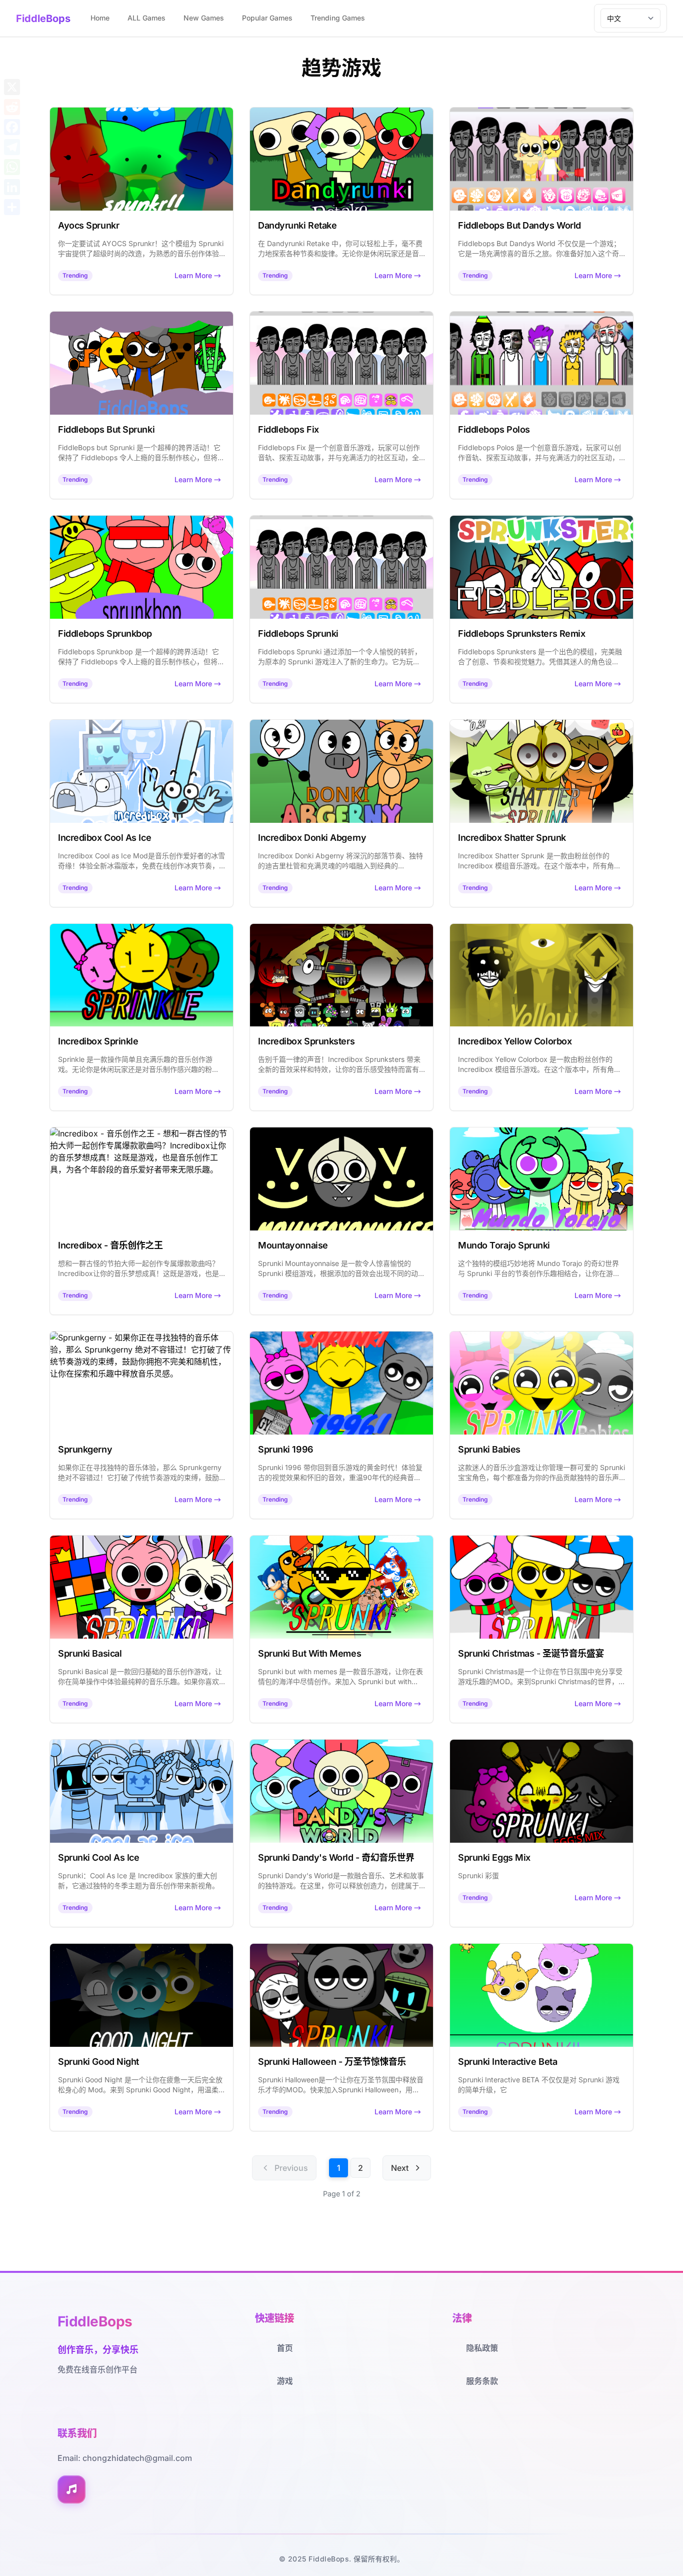 FiddleBops
Home
ALL Games
New Games
Popular Games
Trending Games
中文
趋势游戏
Ayocs Sprunkr
你一定要试试 AYOCS Sprunkr！这个模组为 Sprunki
宇宙提供了超级时尚的改造，为熟悉的音乐创作体验...
Trending
Learn More →
Dandyrunki
Dandyrunki Retake
在 Dandyrunki Retake 中，你可以轻松上手，毫不费
力地探索各种节奏和旋律。无论你是休闲玩家还是音...
Trending
Learn More →
Fiddlebops But Dandys World
Fiddlebops But Dandys World 不仅仅是一个游戏；
它是一场充满惊喜的音乐之旅。你准备好加入这个奇...
Trending
Learn More →
FiddleBops
Fiddlebops But Sprunki
FiddleBops but Sprunki 是一个超棒的跨界活动！它
保持了 Fiddlebops 令人上瘾的音乐制作核心，但将...
Trending
Learn More →
Fiddlebops Fix
Fiddlebops Fix 是一个创意音乐游戏，玩家可以创作
音轨、探索互动故事，并与充满活力的社区互动，全...
Trending
Learn More →
Fiddlebops Polos
Fiddlebops Polos 是一个创意音乐游戏，玩家可以创
作音轨、探索互动故事，并与充满活力的社区互动，...
Trending
Learn More →
sprunkbop
Fiddlebops Sprunkbop
Fiddlebops Sprunkbop 是一个超棒的跨界活动！它
保持了 Fiddlebops 令人上瘾的音乐制作核心，但将...
Trending
Learn More →
Fiddlebops Sprunki
Fiddlebops Sprunki 通过添加一个令人愉悦的转折，
为原本的 Sprunki 游戏注入了新的生命力。它为玩...
Trending
Learn More →
SPRUNKSTERS
FIDDLEBOP
Fiddlebops Sprunksters Remix
Fiddlebops Sprunksters 是一个出色的模组，完美融
合了创意、节奏和视觉魅力。凭借其迷人的角色设...
Trending
Learn More →
incredibox
Incredibox Cool As Ice
Incredibox Cool as Ice Mod是音乐创作爱好者的冰雪
奇缘！体验全新冰霜版本，免费在线创作冰爽节奏，...
Trending
Learn More →
DONKI
ABGERNY
Incredibox Donki Abgerny
Incredibox Donki Abgerny 将深沉的部落节奏、独特
的迪吉里杜管和充满灵魂的吟唱融入到经典的...
Trending
Learn More →
SHATTER
SPRUNK
Incredibox Shatter Sprunk
Incredibox Shatter Sprunk 是一款由粉丝创作的
Incredibox 模组音乐游戏。在这个版本中，所有角...
Trending
Learn More →
SPRINKLE
Incredibox Sprinkle
Sprinkle 是一款操作简单且充满乐趣的音乐创作游
戏。无论你是休闲玩家还是对音乐制作感兴趣的粉...
Trending
Learn More →
Incredibox Sprunksters
告别千篇一律的声音！Incredibox Sprunksters 带来
全新的音效采样和特效，让你的音乐感受独特而富有...
Trending
Learn More →
Yellow
Incredibox Yellow Colorbox
Incredibox Yellow Colorbox 是一款由粉丝创作的
Incredibox 模组音乐游戏。在这个版本中，所有角...
Trending
Learn More →
Incredibox - 音乐创作之王 - 想和一群古怪的节
拍大师一起创作专属爆款歌曲吗？Incredibox让你
的音乐梦想成真！这既是游戏，也是音乐创作工
具，为各个年龄段的音乐爱好者带来无限乐趣。
Incredibox - 音乐创作之王
想和一群古怪的节拍大师一起创作专属爆款歌曲吗？
Incredibox让你的音乐梦想成真！这既是游戏，也是...
Trending
Learn More →
MOUNTAYONNAISE
Mountayonnaise
Sprunki Mountayonnaise 是一款令人惊喜愉悦的
Sprunki 模组游戏，根据添加的音效会出现不同的动...
Trending
Learn More →
Mundo Torajo
Mundo Torajo Sprunki
这个独特的模组巧妙地将 Mundo Torajo 的奇幻世界
与 Sprunki 平台的节奏创作乐趣相结合，让你在游...
Trending
Learn More →
Sprunkgerny - 如果你正在寻找独特的音乐体
验，那么 Sprunkgerny 绝对不容错过！它打破了传
统节奏游戏的束缚，鼓励你拥抱不完美和随机性，
让你在探索和乐趣中释放音乐灵感。
Sprunkgerny
如果你正在寻找独特的音乐体验，那么 Sprunkgerny
绝对不容错过！它打破了传统节奏游戏的束缚，鼓励...
Trending
Learn More →
SPRUNKI
1996!
Sprunki 1996
Sprunki 1996 带你回到音乐游戏的黄金时代！体验复
古的视觉效果和怀旧的音效，重温90年代的经典音...
Trending
Learn More →
SPRUNKI
Babies
Sprunki Babies
这款迷人的音乐沙盒游戏让你管理一群可爱的 Sprunki
宝宝角色，每个都准备为你的作品贡献独特的音乐声...
Trending
Learn More →
SPRUNKI
Sprunki Basical
Sprunki Basical 是一款回归基础的音乐创作游戏，让
你在简单操作中体验最纯粹的音乐乐趣。如果你喜欢...
Trending
Learn More →
SPRUNKI
Sprunki But With Memes
Sprunki but with memes 是一款音乐游戏，让你在表
情包的海洋中尽情创作。来加入 Sprunki but with...
Trending
Learn More →
SPRUNKI
Sprunki Christmas - 圣诞节音乐盛宴
Sprunki Christmas是一个让你在节日氛围中充分享受
游戏乐趣的MOD。来到Sprunki Christmas的世界，...
Trending
Learn More →
Cool as ice
Sprunki Cool As Ice
Sprunki：Cool As Ice 是 Incredibox 家族的重大创
新，它通过独特的冬季主题为音乐创作带来新视角。
Trending
Learn More →
DANDY'S
WORLD
Sprunki Dandy's World - 奇幻音乐世界
Sprunki Dandy's World是一款融合音乐、艺术和故事
的独特游戏。在这里，你可以释放创造力，创建属于...
Trending
Learn More →
SPRUNKI
EGGS MIX
Sprunki Eggs Mix
Sprunki 彩蛋
Trending
Learn More →
GOOD NIGHT
Sprunki Good Night
Sprunki Good Night 是一个让你在疲惫一天后完全放
松身心的 Mod。来到 Sprunki Good Night，用温柔...
Trending
Learn More →
SPRUNKI
Sprunki Halloween - 万圣节惊悚音乐
Sprunki Halloween是一个让你在万圣节氛围中释放音
乐才华的MOD。快来加入Sprunki Halloween，用...
Trending
Learn More →
Sprunki Interactive Beta
Sprunki Interactive BETA 不仅仅是对 Sprunki 游戏
的简单升级，它
Trending
Learn More →
Previous
1
2
Next
Page 1 of 2
FiddleBops
创作音乐，分享快乐
免费在线音乐创作平台
快速链接
首页
游戏
法律
隐私政策
服务条款
联系我们
Email: chongzhidatech@gmail.com
© 2025 FiddleBops. 保留所有权利。